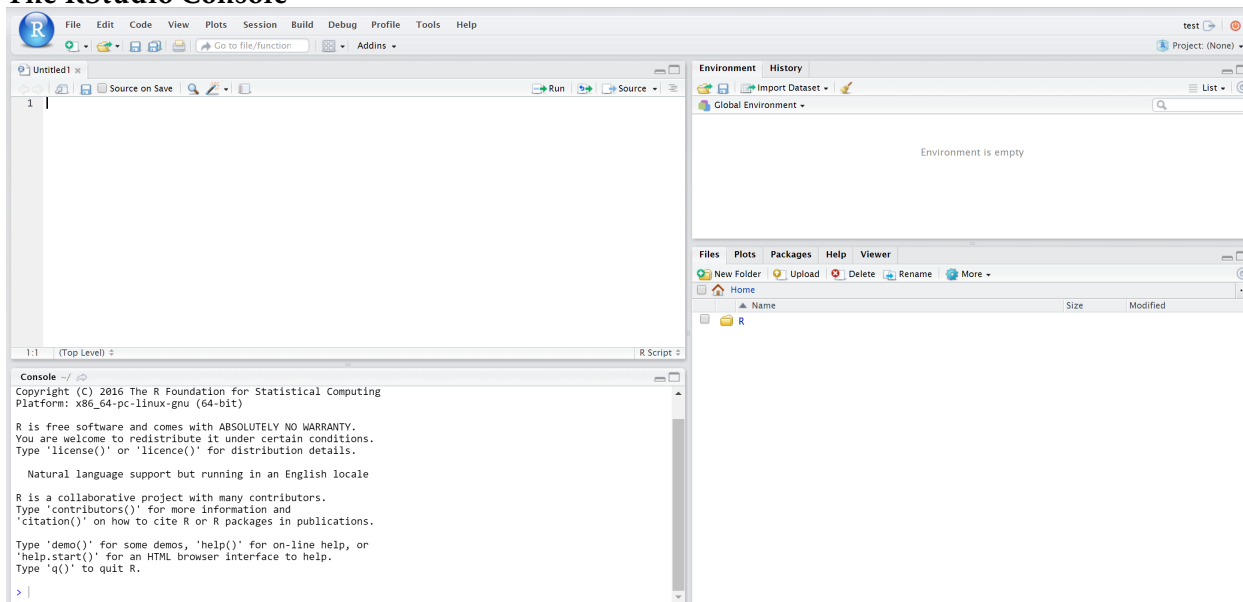 The RStudio Console
R File Edit Code View Plots Session Build Debug Profile Tools Help test
Go to file/function Addins Project: (None)
Untitled1
Source on Save Run Source
1
1:1 (Top Level) R Script
Console ~/
Copyright (C) 2016 The R Foundation for Statistical Computing
Platform: x86_64-pc-linux-gnu (64-bit)
R is free software and comes with ABSOLUTELY NO WARRANTY.
You are welcome to redistribute it under certain conditions.
Type 'license()' or 'licence()' for distribution details.
Natural language support but running in an English locale
R is a collaborative project with many contributors.
Type 'contributors()' for more information and
'citation()' on how to cite R or R packages in publications.
Type 'demo()' for some demos, 'help()' for on-line help, or
'help.start()' for an HTML browser interface to help.
Type 'q()' to quit R.
>
Environment History
Import Dataset List
Global Environment
Environment is empty
Files Plots Packages Help Viewer
New Folder Upload Delete Rename More
Home
Name Size Modified
R